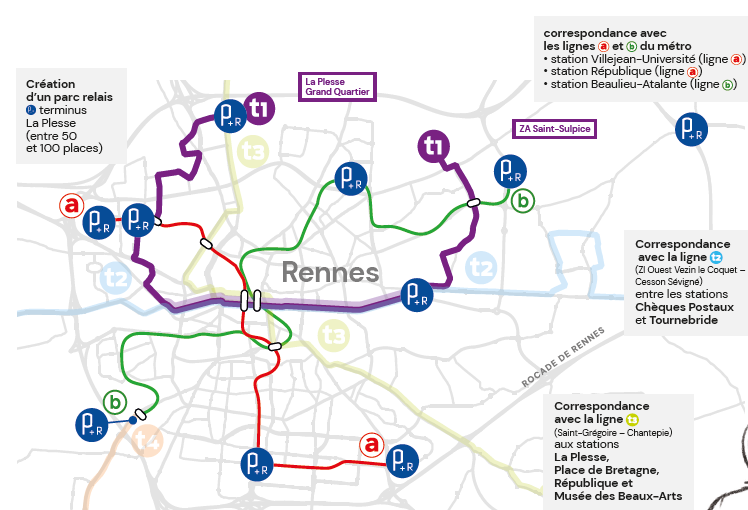 correspondance avec
les lignes a et b du métro
• station Villejean-Université (ligne a)
• station République (ligne a)
• station Beaulieu-Atalante (ligne b)
Création
d'un parc relais
P+R terminus
La Plesse
(entre 50
et 100 places)
La Plesse
Grand Quartier
t1
P+R
t3
t1
ZA Saint-Sulpice
P+R
P+R
P+R
b
a
P+R
P+R
Correspondance
avec la ligne t2
(ZI Ouest Vezin le Coquet –
Cesson Sévigné)
entre les stations
Chèques Postaux
et Tournebride
t2
Rennes
t2
P+R
t3
ROCADE DE RENNES
b
P+R
t4
a
P+R
P+R
Correspondance
avec la ligne t3
(Saint-Grégoire – Chantepie)
aux stations
La Plesse,
Place de Bretagne,
République et
Musée des Beaux-Arts